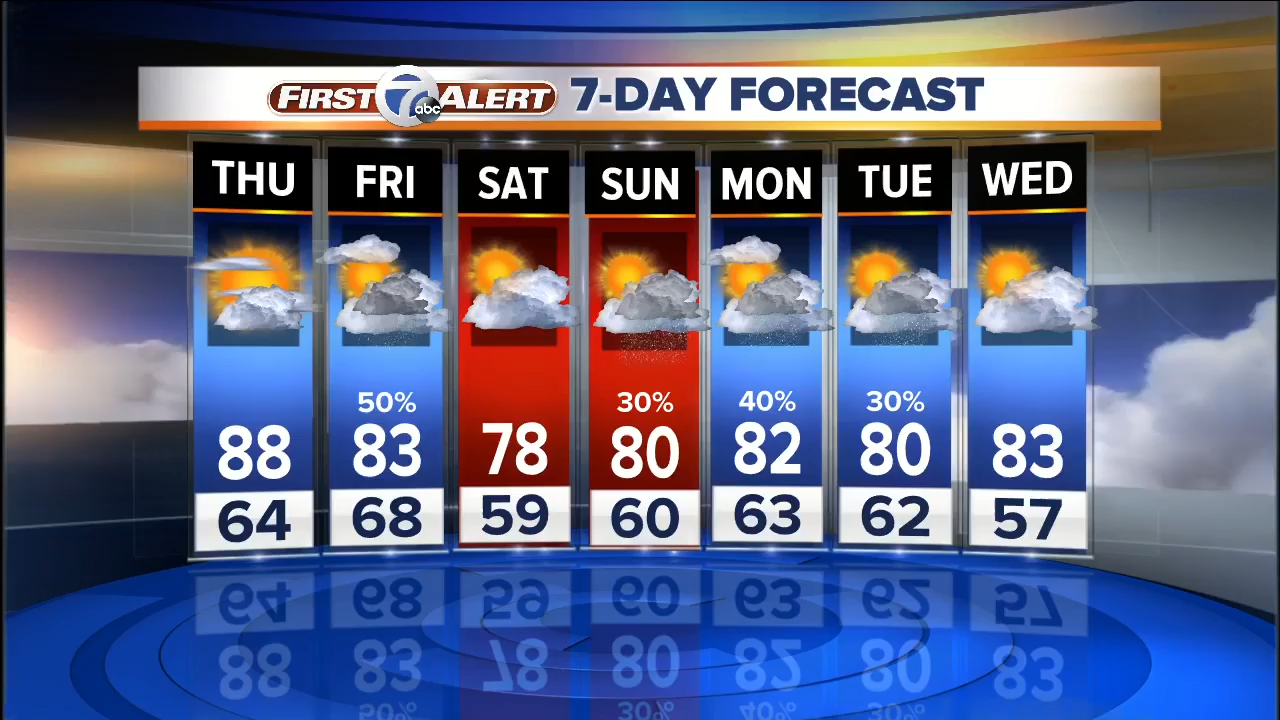 FIRST 7 abc ALERT 7-DAY FORECAST
THU FRI SAT SUN MON TUE WED
50% 30% 40% 30%
88 83 78 80 82 80 83
64 68 59 60 63 62 57